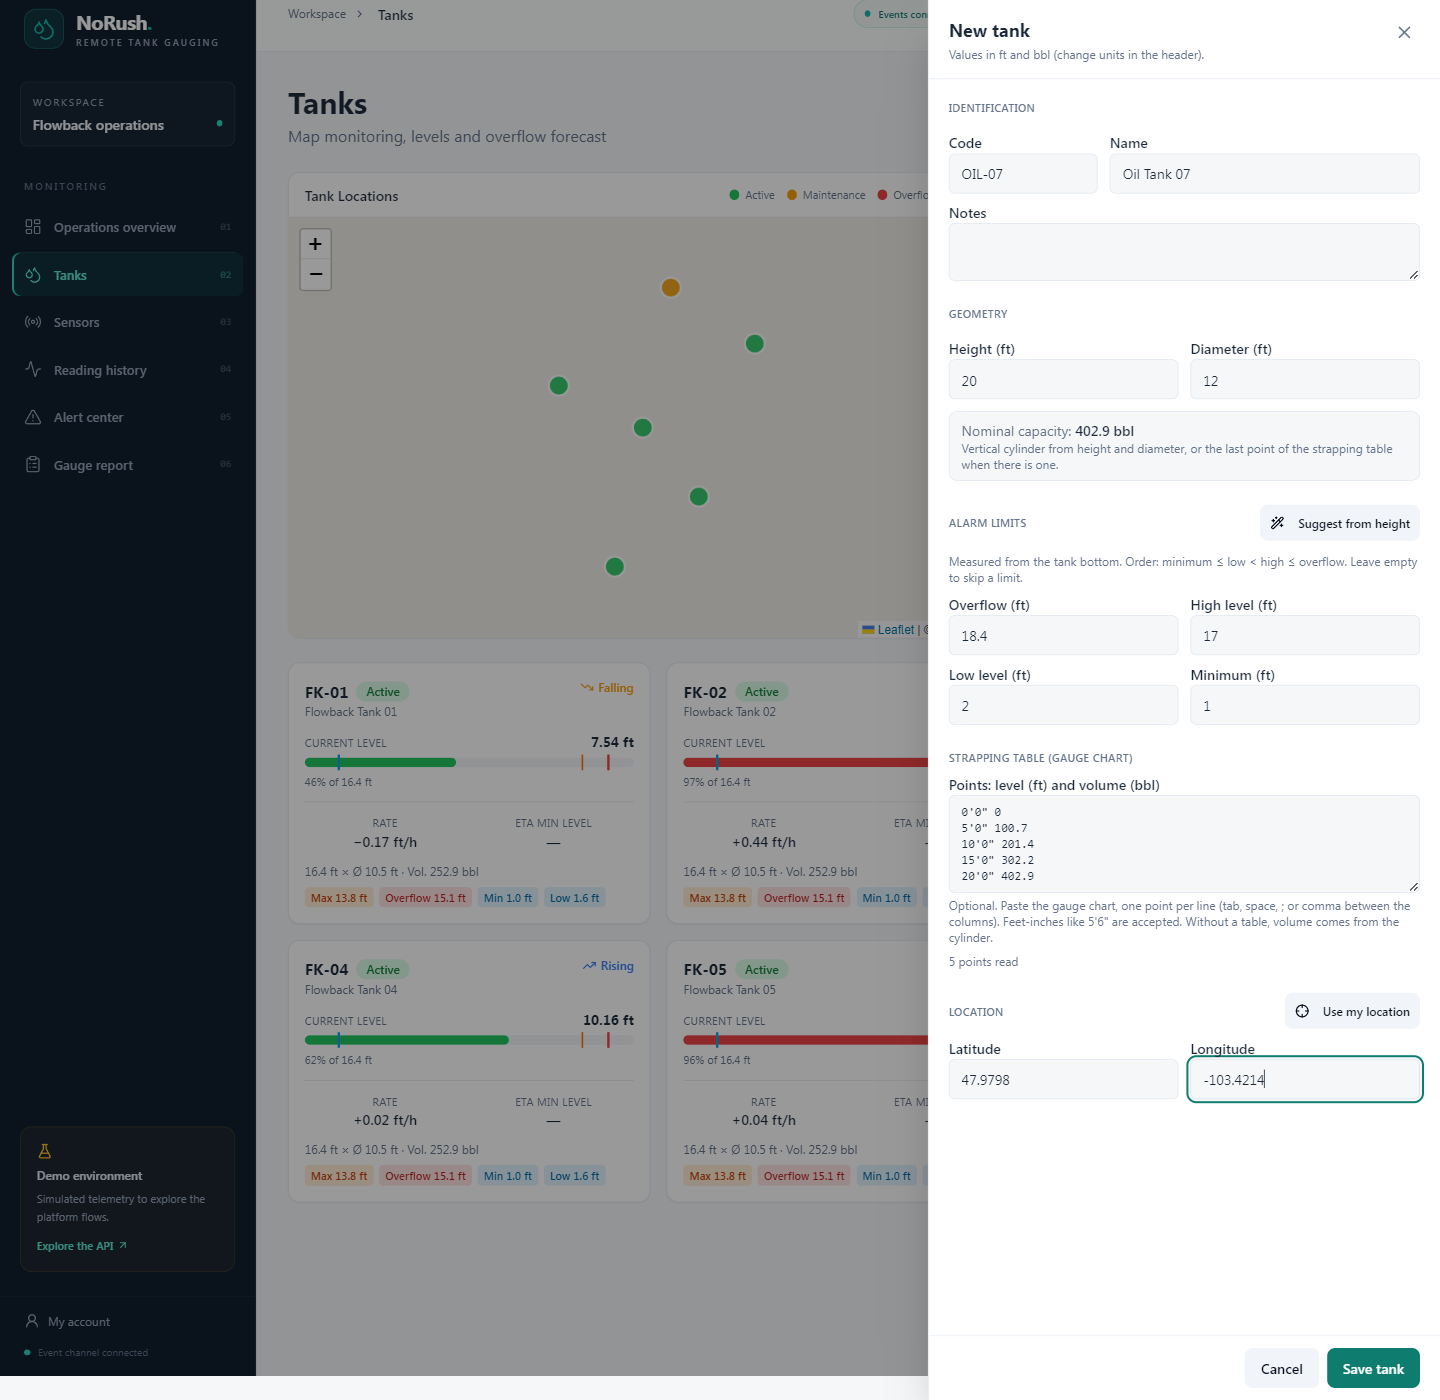 NoRush.
REMOTE TANK GAUGING
WORKSPACE
Flowback operations
MONITORING
Operations overview 01
Tanks 02
Sensors 03
Reading history 04
Alert center 05
Gauge report 06
Demo environment
Simulated telemetry to explore the
platform flows.
Explore the API
My account
Event channel connected
Workspace > Tanks
Events con
Tanks
Map monitoring, levels and overflow forecast
Tank Locations
Active Maintenance Overflo
+
−
Leaflet | ©
FK-01 Active Falling
Flowback Tank 01
CURRENT LEVEL 7.54 ft
46% of 16.4 ft
RATE ETA MIN LEVEL
−0.17 ft/h —
16.4 ft × Ø 10.5 ft · Vol. 252.9 bbl
Max 13.8 ft Overflow 15.1 ft Min 1.0 ft Low 1.6 ft
FK-02 Active
Flowback Tank 02
CURRENT LEVEL
97% of 16.4 ft
RATE ETA MI
+0.44 ft/h
16.4 ft × Ø 10.5 ft · Vol. 252.9 bbl
Max 13.8 ft Overflow 15.1 ft Min 1.0 ft
FK-04 Active Rising
Flowback Tank 04
CURRENT LEVEL 10.16 ft
62% of 16.4 ft
RATE ETA MIN LEVEL
+0.02 ft/h —
16.4 ft × Ø 10.5 ft · Vol. 252.9 bbl
Max 13.8 ft Overflow 15.1 ft Min 1.0 ft Low 1.6 ft
FK-05 Active
Flowback Tank 05
CURRENT LEVEL
96% of 16.4 ft
RATE ETA MI
+0.04 ft/h
16.4 ft × Ø 10.5 ft · Vol. 252.9 bbl
Max 13.8 ft Overflow 15.1 ft Min 1.0 ft
New tank
Values in ft and bbl (change units in the header).
IDENTIFICATION
Code Name
OIL-07 Oil Tank 07
Notes
GEOMETRY
Height (ft) Diameter (ft)
20 12
Nominal capacity: 402.9 bbl
Vertical cylinder from height and diameter, or the last point of the strapping table
when there is one.
ALARM LIMITS Suggest from height
Measured from the tank bottom. Order: minimum ≤ low < high ≤ overflow. Leave empty
to skip a limit.
Overflow (ft) High level (ft)
18.4 17
Low level (ft) Minimum (ft)
2 1
STRAPPING TABLE (GAUGE CHART)
Points: level (ft) and volume (bbl)
0'0" 0
5'0" 100.7
10'0" 201.4
15'0" 302.2
20'0" 402.9
Optional. Paste the gauge chart, one point per line (tab, space, ; or comma between the
columns). Feet-inches like 5'6" are accepted. Without a table, volume comes from the
cylinder.
5 points read
LOCATION Use my location
Latitude Longitude
47.9798 -103.4214
Cancel Save tank